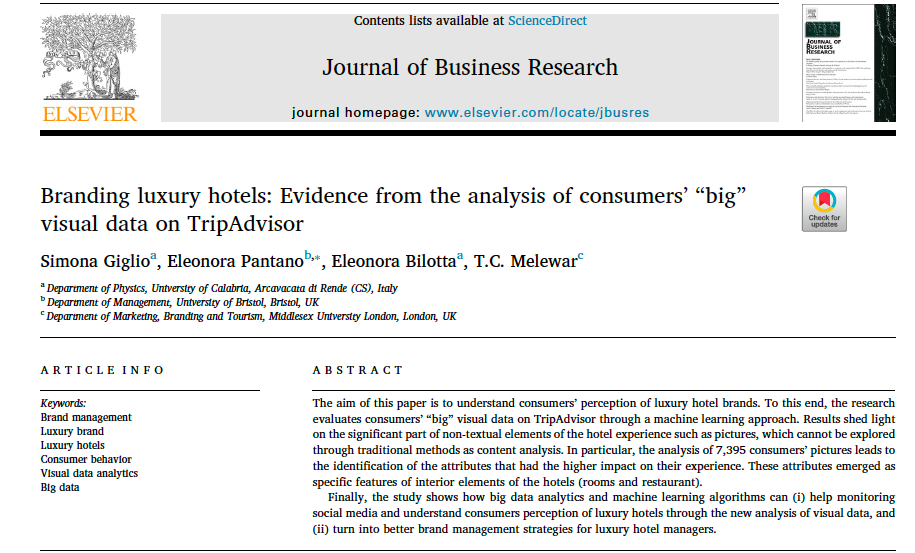 Contents lists available at ScienceDirect
Journal of Business Research
journal homepage: www.elsevier.com/locate/jbusres
ELSEVIER
JOURNAL OF
BUSINESS
RESEARCH
Branding luxury hotels: Evidence from the analysis of consumers’ “big”
visual data on TripAdvisor
Check for
updates
Simona Giglioᵃ, Eleonora Pantanoᵇ,*, Eleonora Bilottaᵃ, T.C. Melewarᶜ
ᵃ Department of Physics, University of Calabria, Arcavacata di Rende (CS), Italy
ᵇ Department of Management, University of Bristol, Bristol, UK
ᶜ Department of Marketing, Branding and Tourism, Middlesex University London, London, UK
ARTICLE INFO
Keywords:
Brand management
Luxury brand
Luxury hotels
Consumer behavior
Visual data analytics
Big data
ABSTRACT
The aim of this paper is to understand consumers’ perception of luxury hotel brands. To this end, the research
evaluates consumers’ “big” visual data on TripAdvisor through a machine learning approach. Results shed light
on the significant part of non-textual elements of the hotel experience such as pictures, which cannot be explored
through traditional methods as content analysis. In particular, the analysis of 7,395 consumers’ pictures leads to
the identification of the attributes that had the higher impact on their experience. These attributes emerged as
specific features of interior elements of the hotels (rooms and restaurant).
Finally, the study shows how big data analytics and machine learning algorithms can (i) help monitoring
social media and understand consumers perception of luxury hotels through the new analysis of visual data, and
(ii) turn into better brand management strategies for luxury hotel managers.